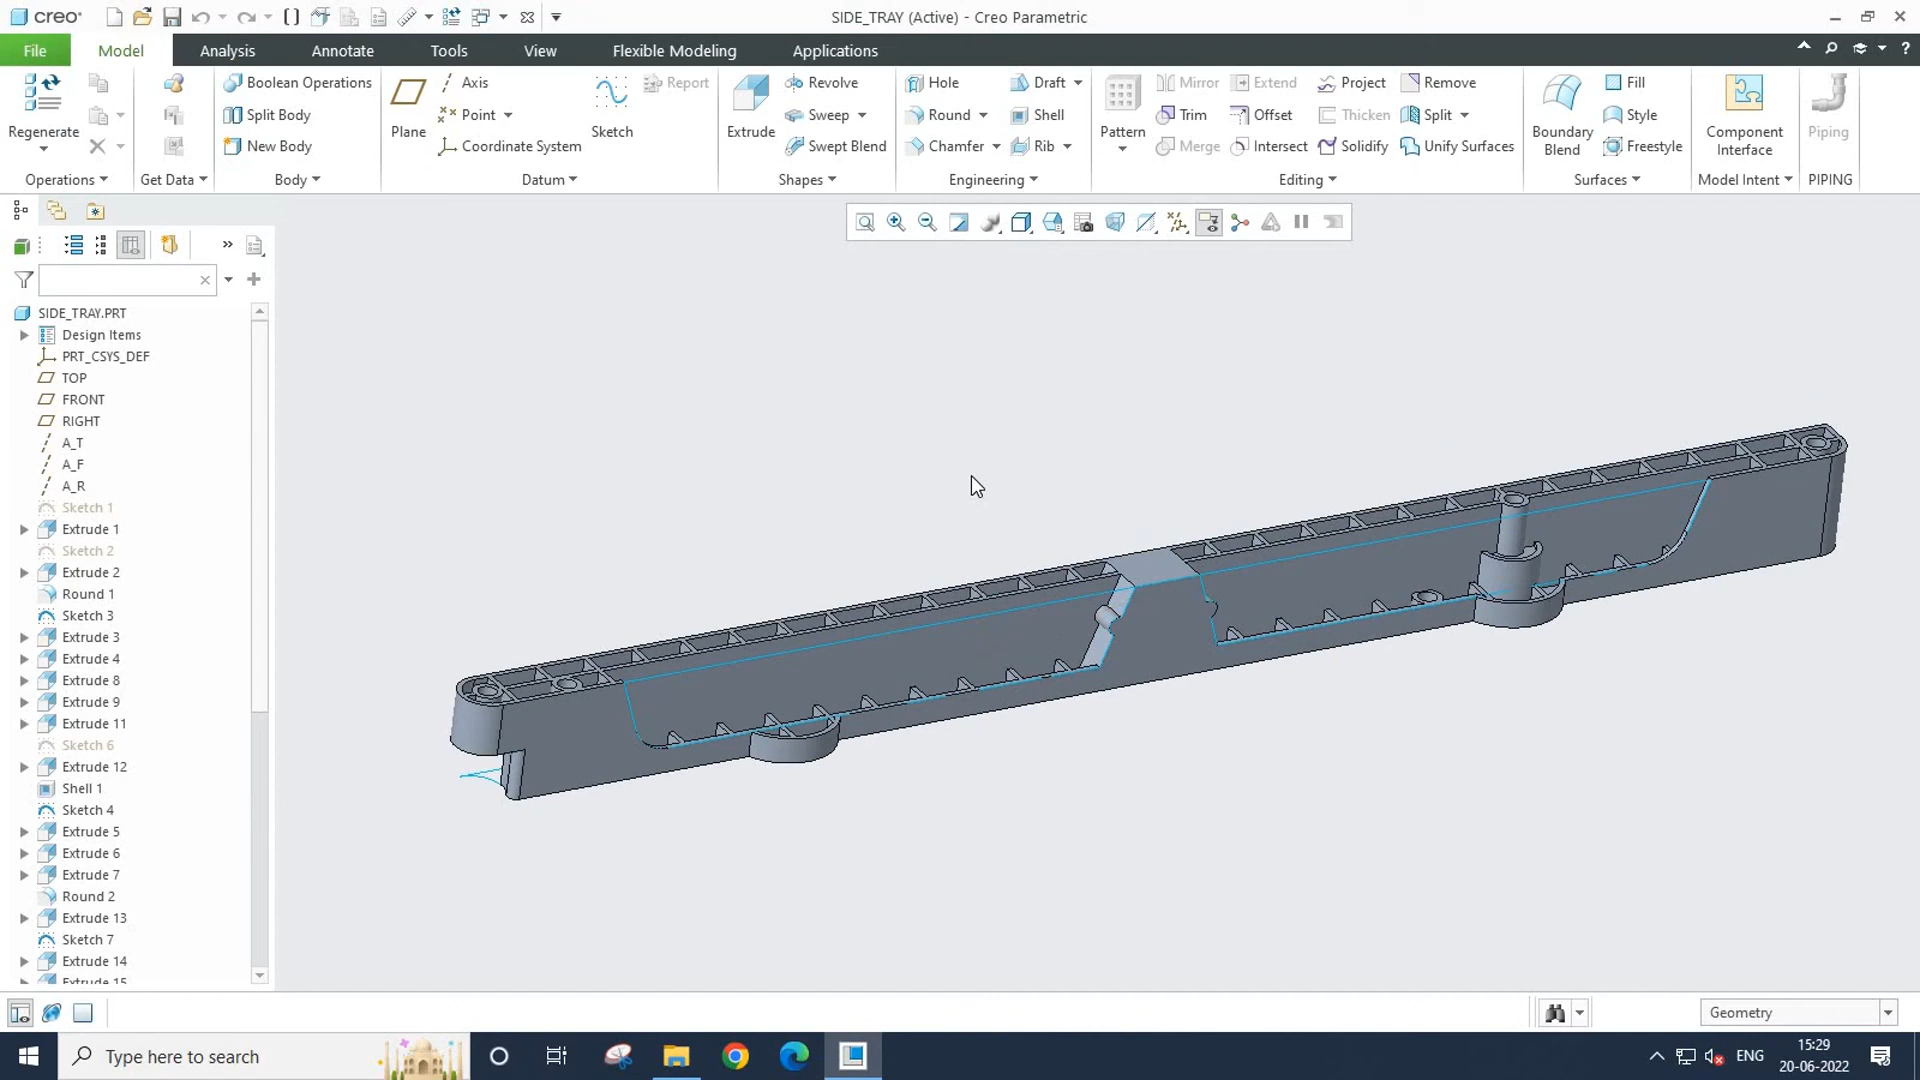 creo
SIDE_TRAY (Active) - Creo Parametric
File Model Analysis Annotate Tools View Flexible Modeling Applications
Regenerate
Operations
Get Data
Boolean Operations
Split Body
New Body
Body
Plane
Axis
Point
Coordinate System
Sketch
Report
Datum
Extrude
Revolve
Sweep
Swept Blend
Shapes
Hole
Round
Chamfer
Draft
Shell
Rib
Engineering
Pattern
Mirror
Trim
Merge
Extend
Offset
Intersect
Project
Thicken
Solidify
Remove
Split
Unify Surfaces
Editing
Boundary
Blend
Fill
Style
Freestyle
Surfaces
Component
Interface
Model Intent
Piping
PIPING
SIDE_TRAY.PRT
Design Items
PRT_CSYS_DEF
TOP
FRONT
RIGHT
A_T
A_F
A_R
Sketch 1
Extrude 1
Sketch 2
Extrude 2
Round 1
Sketch 3
Extrude 3
Extrude 4
Extrude 8
Extrude 9
Extrude 11
Sketch 6
Extrude 12
Shell 1
Sketch 4
Extrude 5
Extrude 6
Extrude 7
Round 2
Extrude 13
Sketch 7
Extrude 14
Extrude 15
Geometry
Type here to search
ENG
15:29
20-06-2022